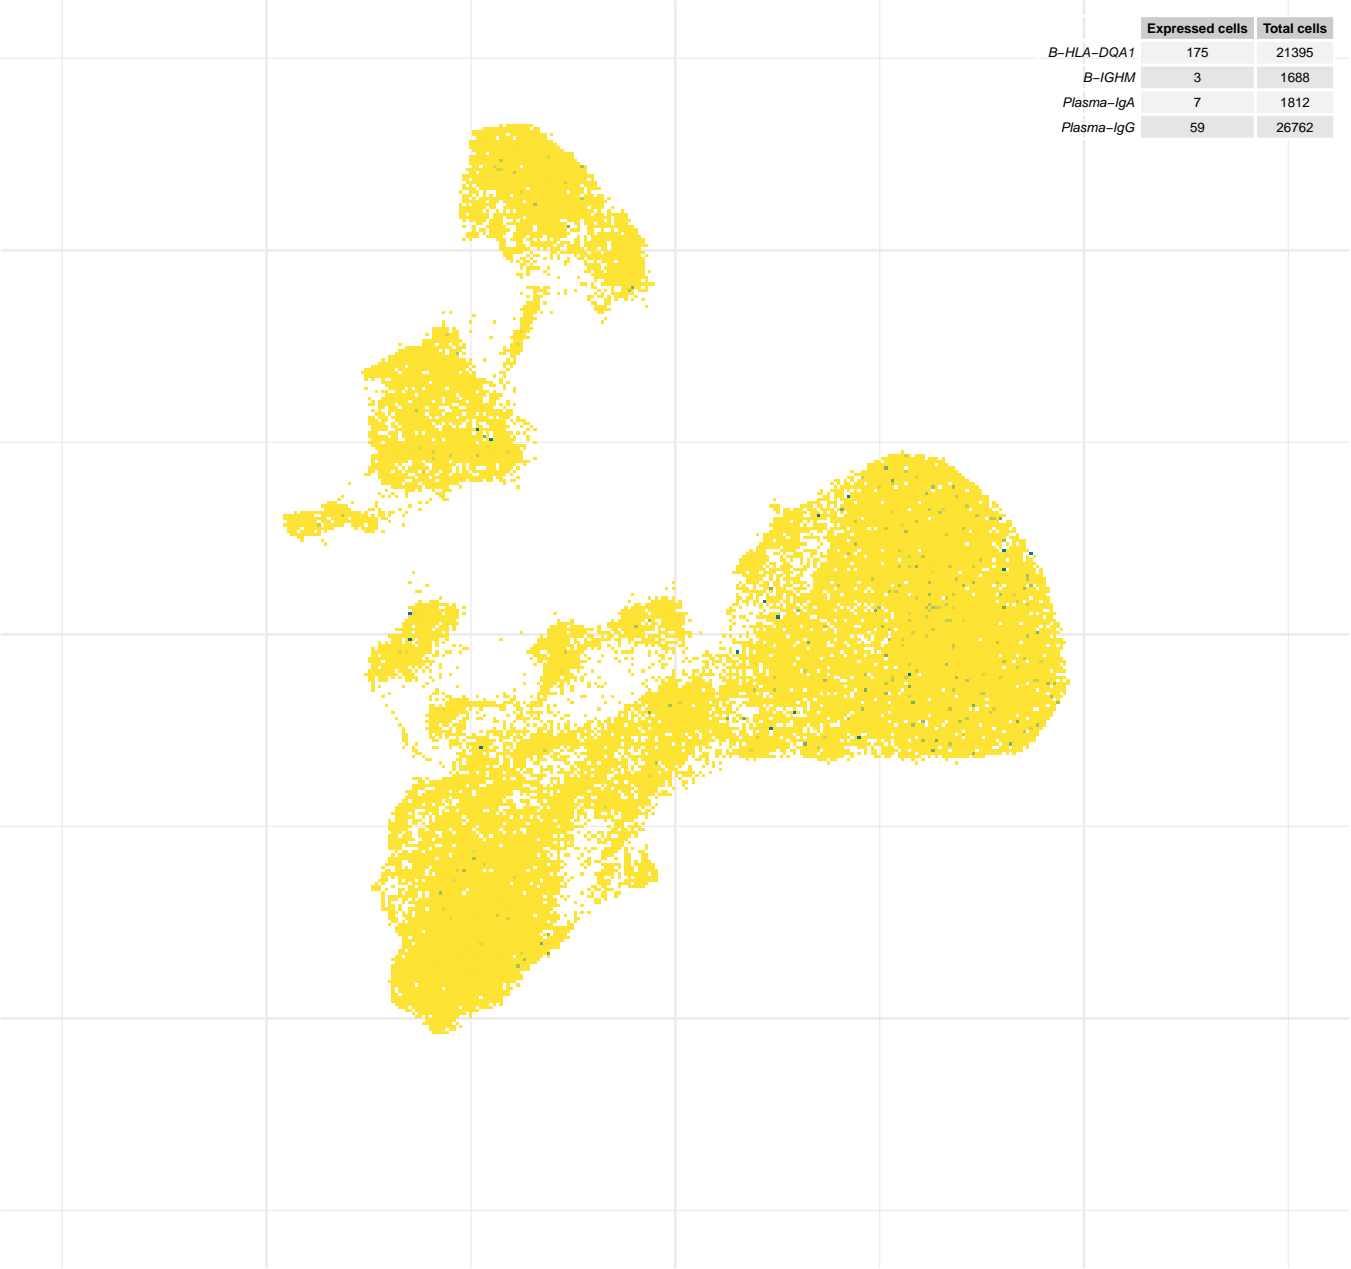 Expressed cells Total cells
B−HLA−DQA1 175 21395
B−IGHM 3 1688
Plasma−IgA 7 1812
Plasma−IgG 59 26762